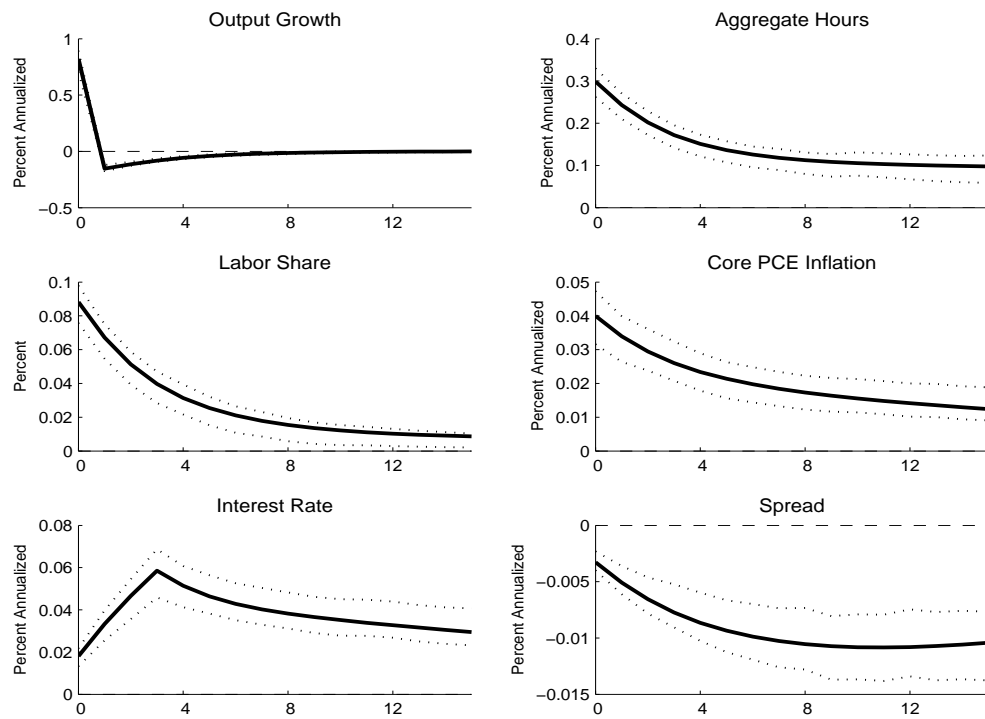 Output Growth
Percent Annualized
1
0.5
0
−0.5
0 4 8 12
Aggregate Hours
Percent Annualized
0.4
0.3
0.2
0.1
0
0 4 8 12
Labor Share
Percent
0.1
0.08
0.06
0.04
0.02
0
0 4 8 12
Core PCE Inflation
Percent Annualized
0.05
0.04
0.03
0.02
0.01
0
0 4 8 12
Interest Rate
Percent Annualized
0.08
0.06
0.04
0.02
0
0 4 8 12
Spread
Percent Annualized
0
−0.005
−0.01
−0.015
0 4 8 12